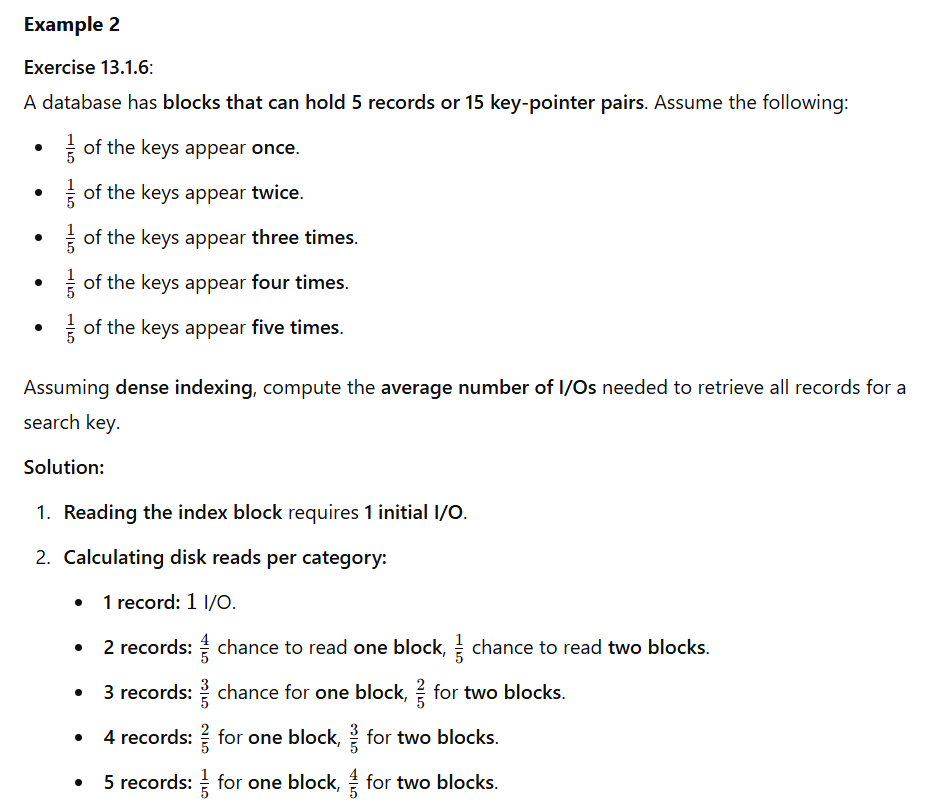 Example 2
Exercise 13.1.6:
A database has blocks that can hold 5 records or 15 key-pointer pairs. Assume the following:
• 1/5 of the keys appear once.
• 1/5 of the keys appear twice.
• 1/5 of the keys appear three times.
• 1/5 of the keys appear four times.
• 1/5 of the keys appear five times.
Assuming dense indexing, compute the average number of I/Os needed to retrieve all records for a
search key.
Solution:
1. Reading the index block requires 1 initial I/O.
2. Calculating disk reads per category:
• 1 record: 1 I/O.
• 2 records: 4/5 chance to read one block, 1/5 chance to read two blocks.
• 3 records: 3/5 chance for one block, 2/5 for two blocks.
• 4 records: 2/5 for one block, 3/5 for two blocks.
• 5 records: 1/5 for one block, 4/5 for two blocks.